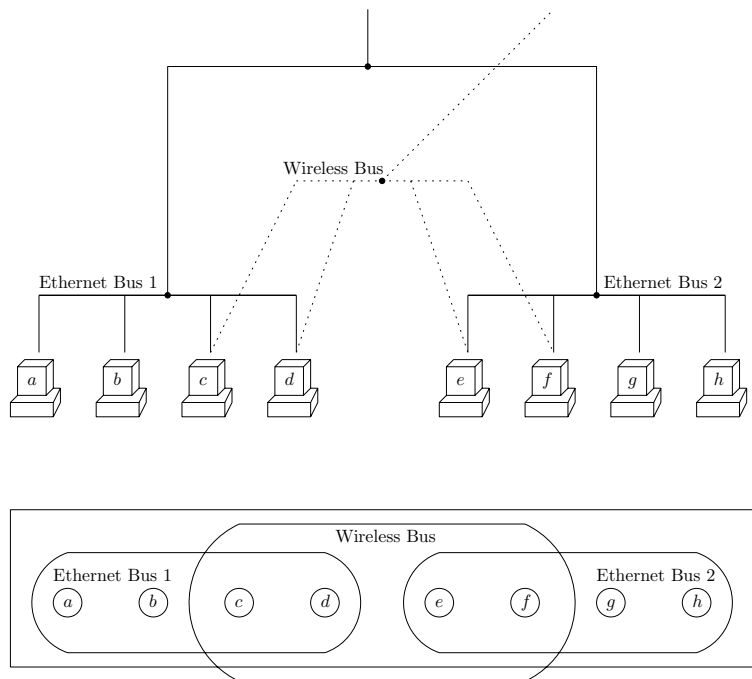 Wireless Bus
Ethernet Bus 1
Ethernet Bus 2
a b c d e f g h
Wireless Bus
Ethernet Bus 1
Ethernet Bus 2
a b c d e f g h